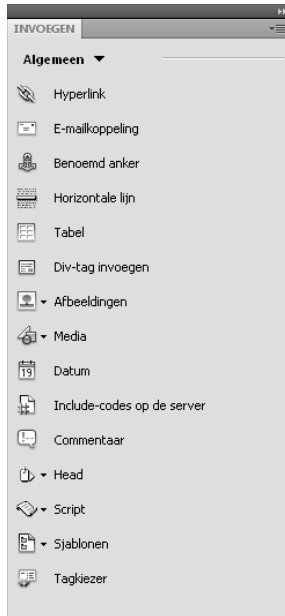 INVOEGEN
Algemeen
Hyperlink
E-mailkoppeling
Benoemd anker
Horizontale lijn
Tabel
Div-tag invoegen
Afbeeldingen
Media
19 Datum
Include-codes op de server
Commentaar
Head
Script
Sjablonen
Tagkiezer